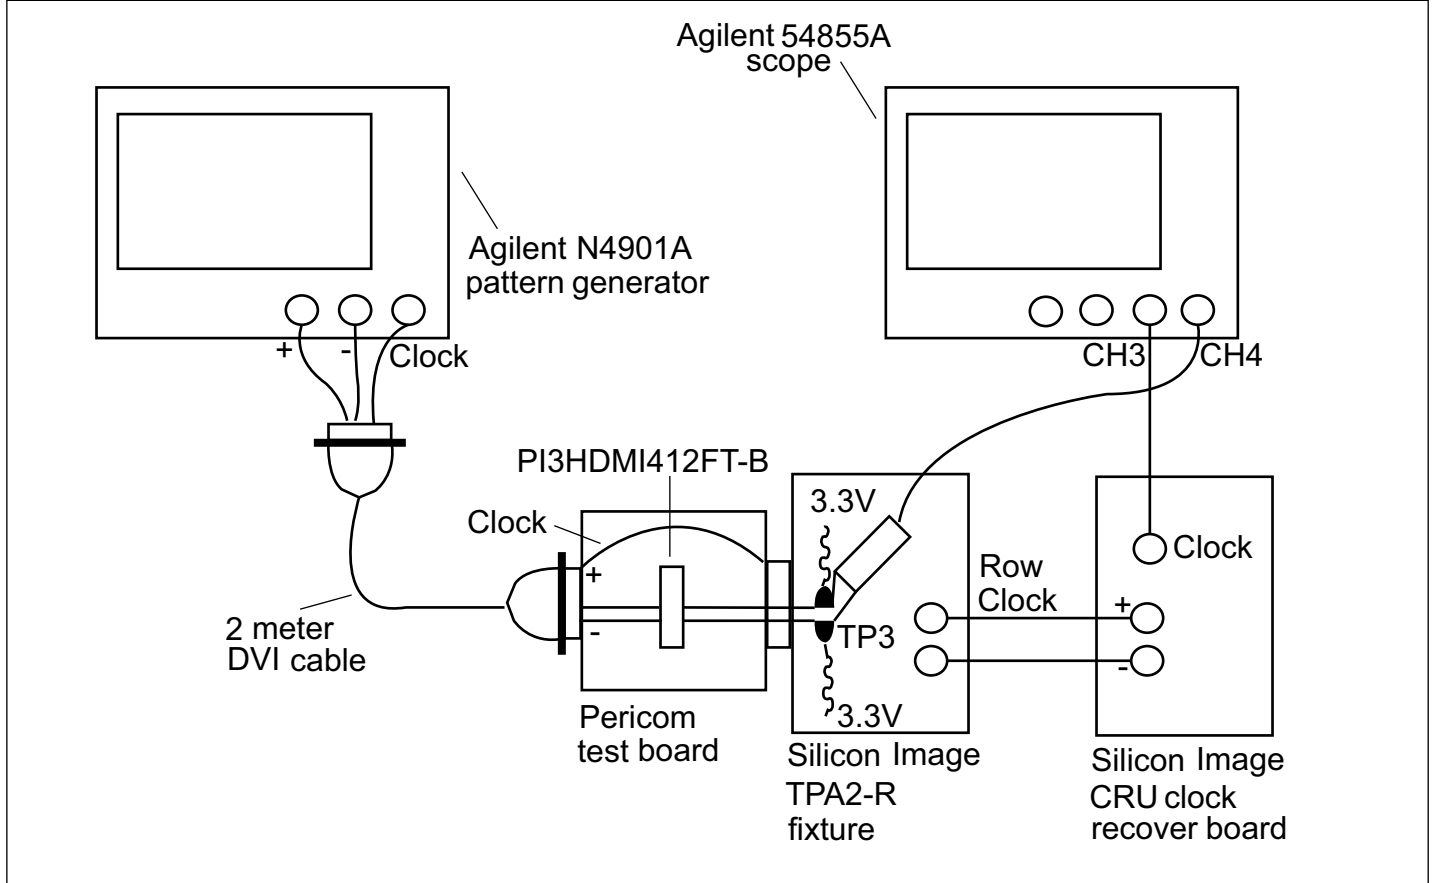 Agilent 54855A
scope
Agilent N4901A
pattern generator
+
-
Clock
CH3
CH4
PI3HDMI412FT-B
Clock
+
-
3.3V
TP3
3.3V
Row
Clock
Clock
+
-
2 meter
DVI cable
Pericom
test board
Silicon Image
TPA2-R
fixture
Silicon Image
CRU clock
recover board